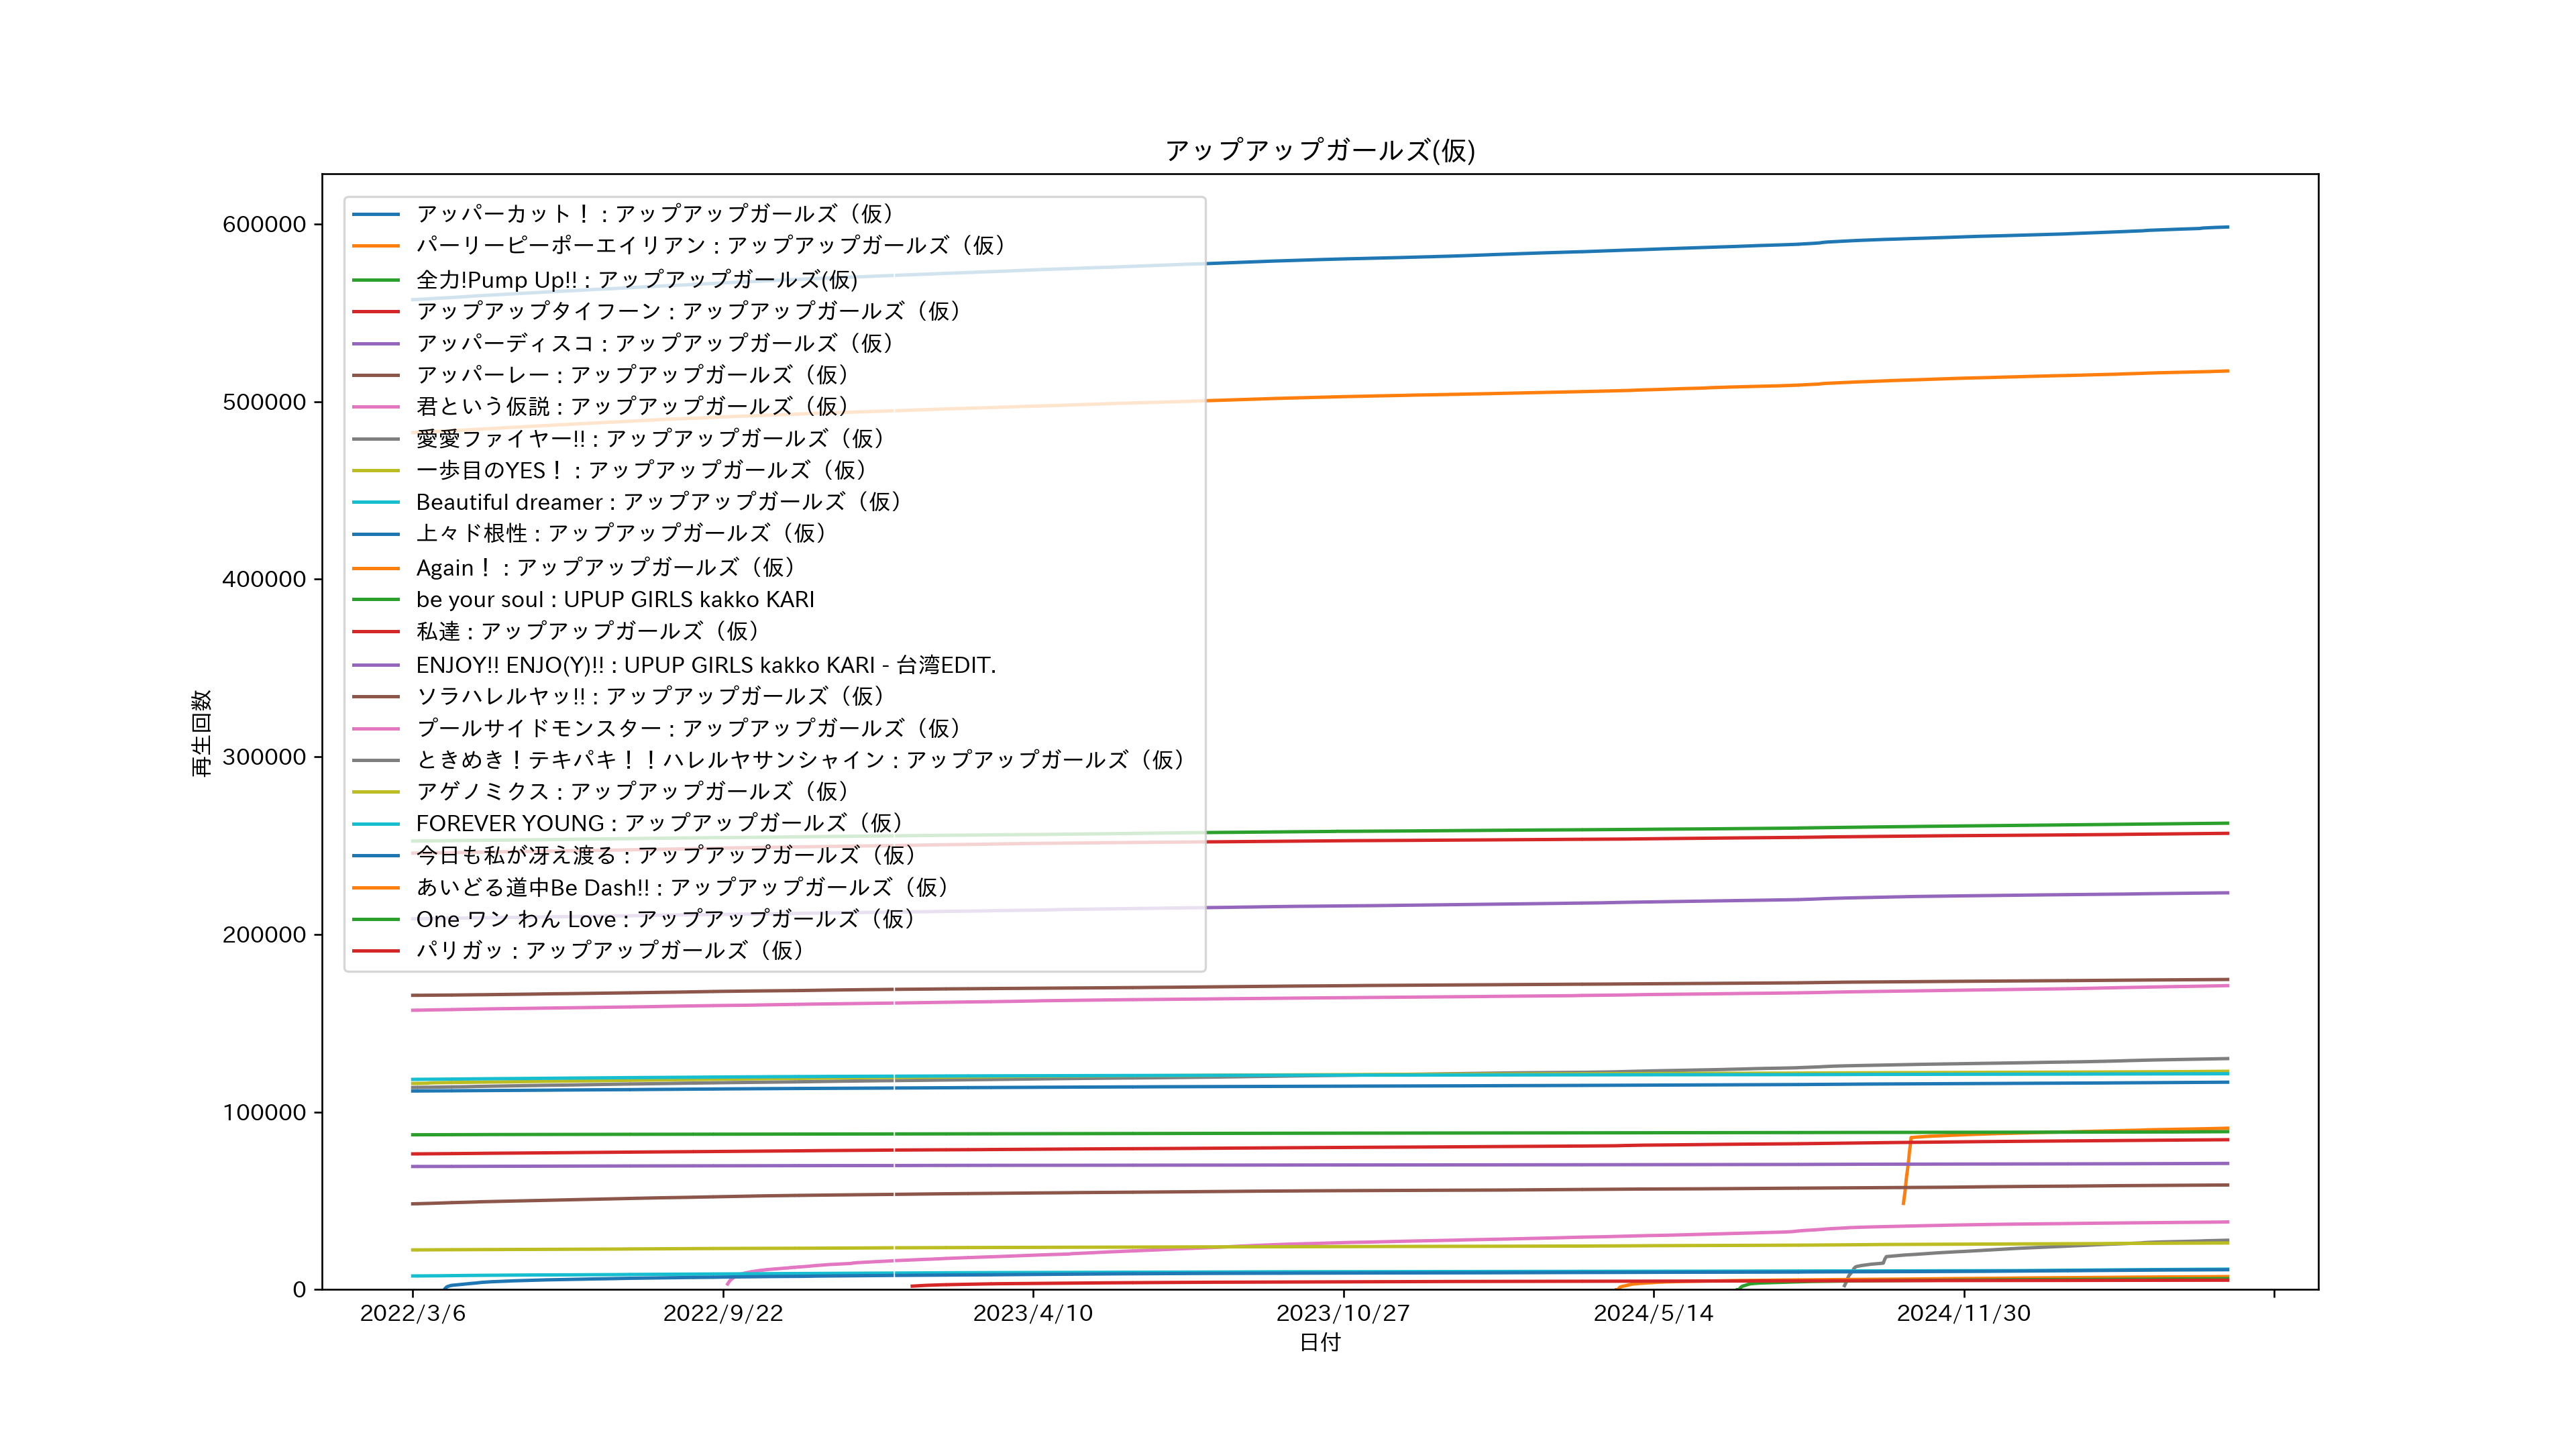 アップアップガールズ(仮)
600000
500000
400000
300000
200000
100000
0
再生回数
アッパーカット！ : アップアップガールズ（仮）
パーリーピーポーエイリアン : アップアップガールズ（仮）
全力!Pump Up!! : アップアップガールズ(仮)
アップアップタイフーン : アップアップガールズ（仮）
アッパーディスコ : アップアップガールズ（仮）
アッパーレー : アップアップガールズ（仮）
君という仮説 : アップアップガールズ（仮）
愛愛ファイヤー!! : アップアップガールズ（仮）
一歩目のYES！ : アップアップガールズ（仮）
Beautiful dreamer : アップアップガールズ（仮）
上々ド根性 : アップアップガールズ（仮）
Again！ : アップアップガールズ（仮）
be your soul : UPUP GIRLS kakko KARI
私達 : アップアップガールズ（仮）
ENJOY!! ENJO(Y)!! : UPUP GIRLS kakko KARI - 台湾EDIT.
ソラハレルヤッ!! : アップアップガールズ（仮）
プールサイドモンスター : アップアップガールズ（仮）
ときめき！テキパキ！！ハレルヤサンシャイン : アップアップガールズ（仮）
アゲノミクス : アップアップガールズ（仮）
FOREVER YOUNG : アップアップガールズ（仮）
今日も私が冴え渡る : アップアップガールズ（仮）
あいどる道中Be Dash!! : アップアップガールズ（仮）
One ワン わん Love : アップアップガールズ（仮）
パリガッ : アップアップガールズ（仮）
2022/3/6
2022/9/22
2023/4/10
2023/10/27
2024/5/14
2024/11/30
日付